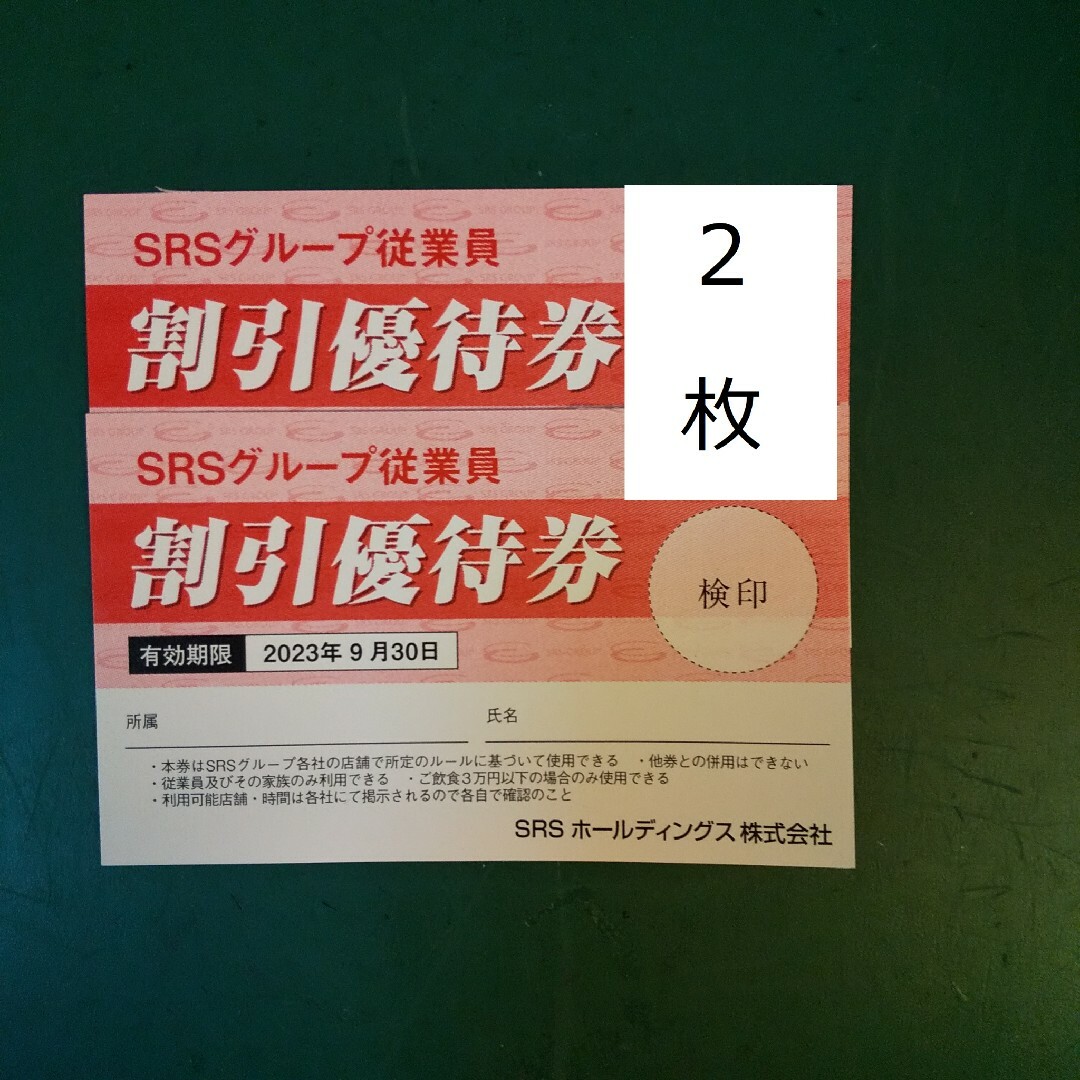 SRSグループ従業員
割引優待券
2
枚
SRSグループ従業員
割引優待券
検印
有効期限 2023年9月30日
所属 氏名
・本券はSRSグループ各社の店舗で所定のルールに基づいて使用できる ・他券との併用はできない
・従業員及びその家族のみ利用できる ・ご飲食3万円以下の場合のみ使用できる
・利用可能店舗・時間は各社にて掲示されるので各自で確認のこと
SRS ホールディングス株式会社